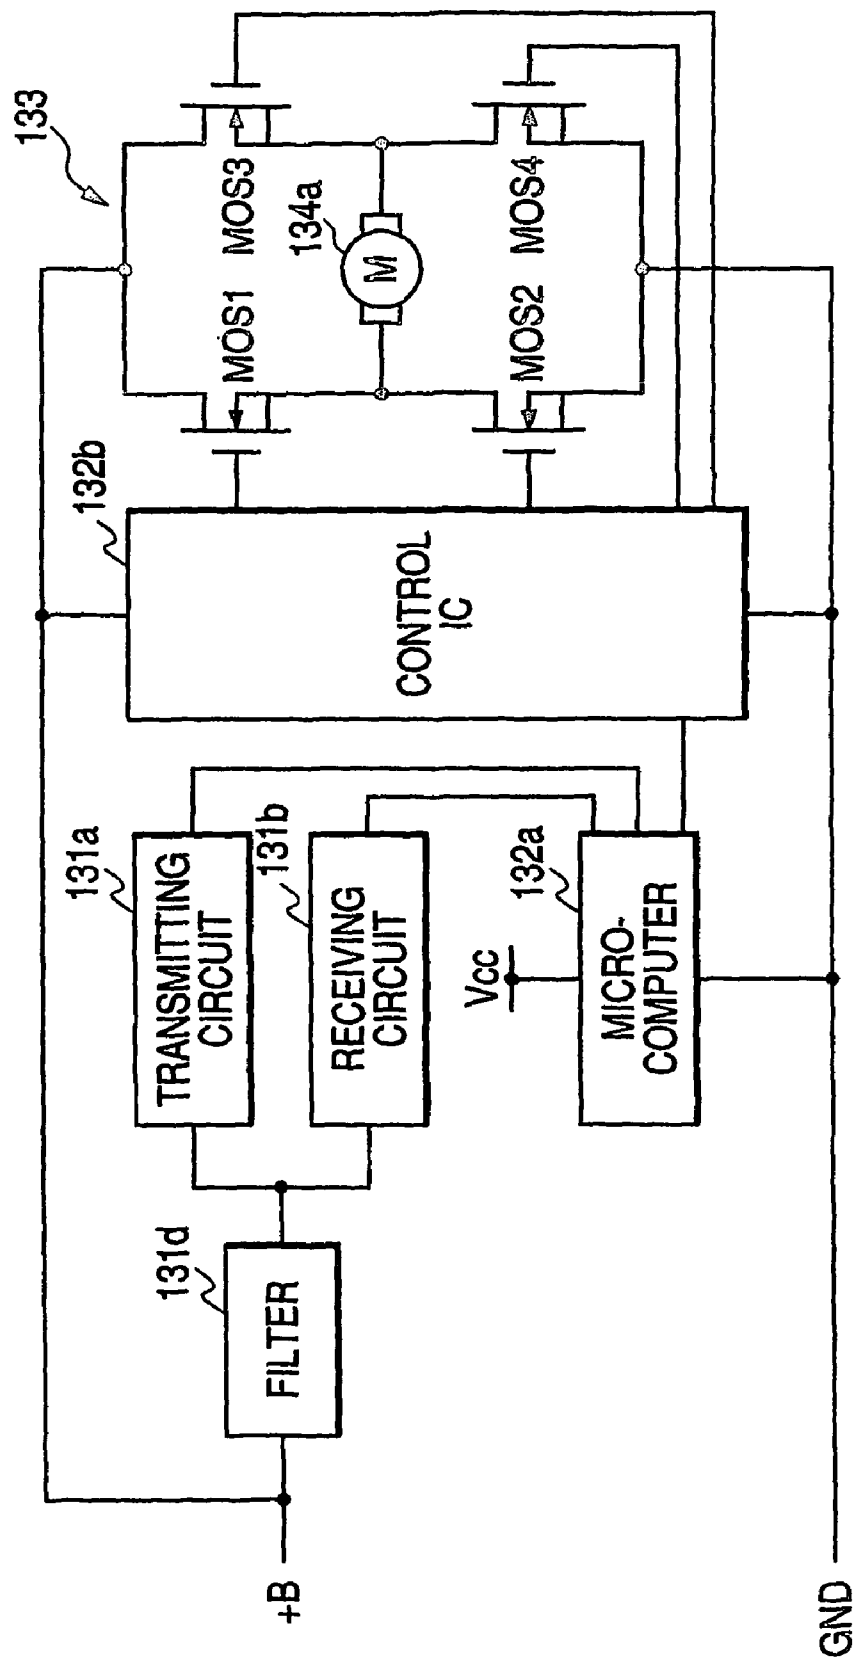 133
MOS3
MOS4
134a
M
MOS1
MOS2
132b
CONTROL
IC
131a
TRANSMITTING
CIRCUIT
131b
RECEIVING
CIRCUIT
132a
Vcc
MICRO-
COMPUTER
131d
FILTER
+B
GND